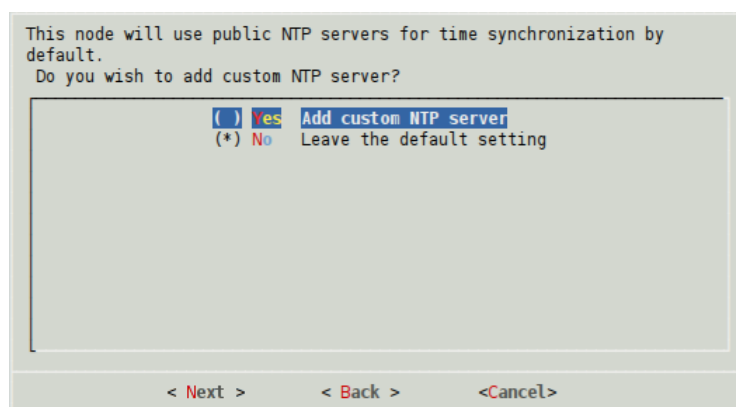 This node will use public NTP servers for time synchronization by
default.
Do you wish to add custom NTP server?
( ) Yes Add custom NTP server
(*) No Leave the default setting
< Next > < Back > <Cancel>